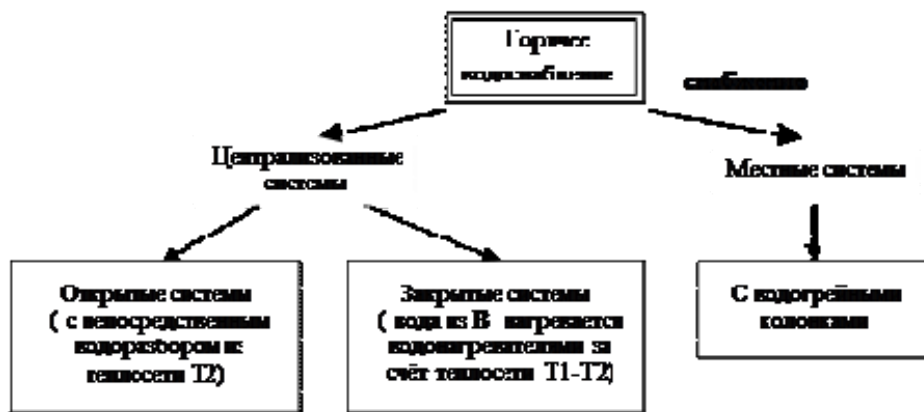 Горячее
водоснабжение
снабжение
Централизованные
системы
Местные системы
Открытые системы
( с непосредственным
водоразбором из
теплосети Т2)
Закрытые системы
( вода из В нагревается
водонагревателями за
счёт теплосети Т1-Т2)
С водогрейными
колонками